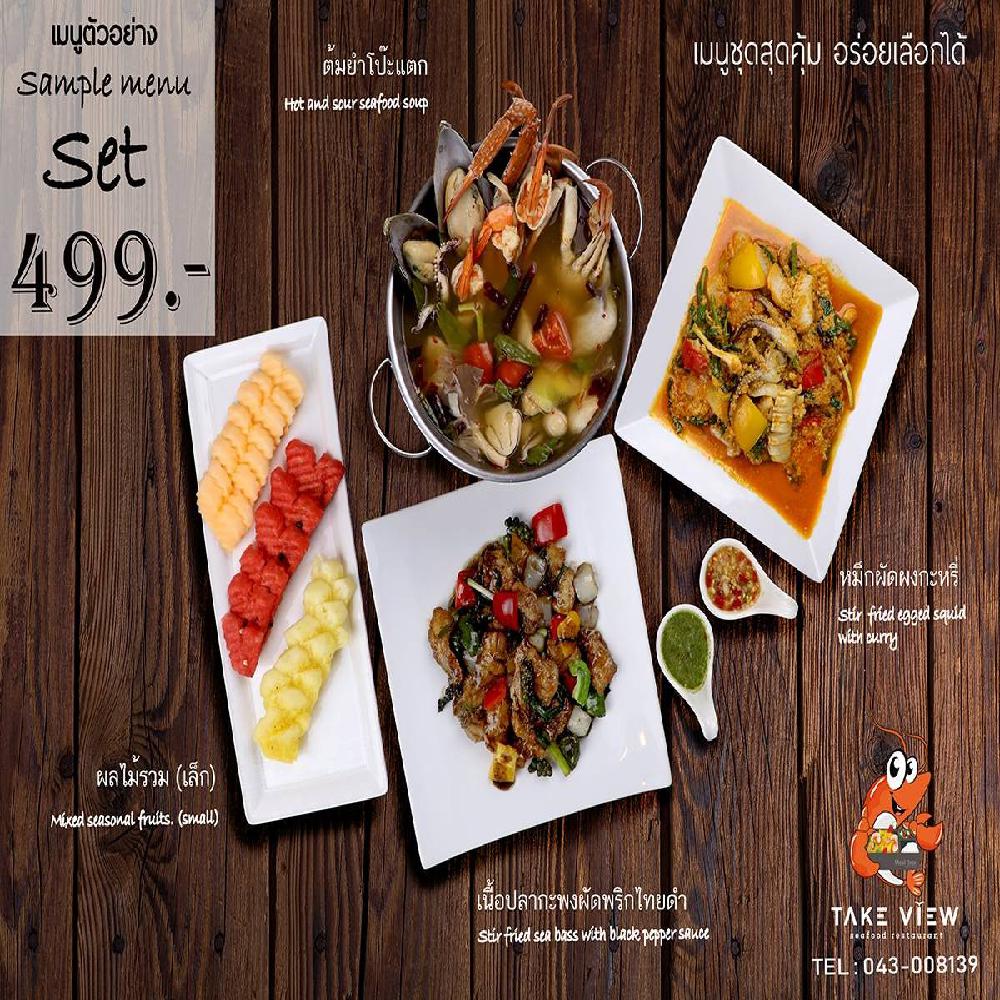 เมนูตัวอย่าง
Sample menu
Set
499.-
ต้มยำโป๊ะแตก
Hot and sour seafood soup
เมนูชุดสุดคุ้ม อร่อยเลือกได้
หมึกผัดผงกะหรี่
Stir fried egged squid
with curry
ผลไม้รวม (เล็ก)
Mixed seasonal fruits. (small)
เนื้อปลากะพงผัดพริกไทยดำ
Stir fried sea bass with black pepper sauce
TAKE VIEW
seafood restaurant
TEL : 043-008139